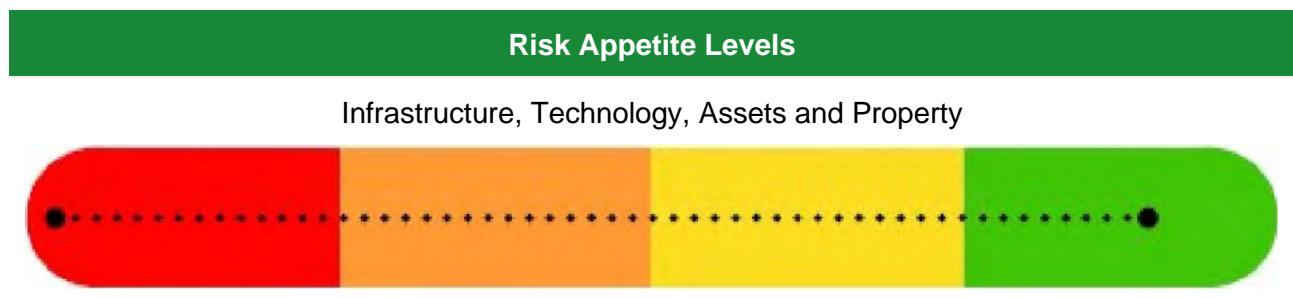 Risk Appetite Levels
Infrastructure, Technology, Assets and Property